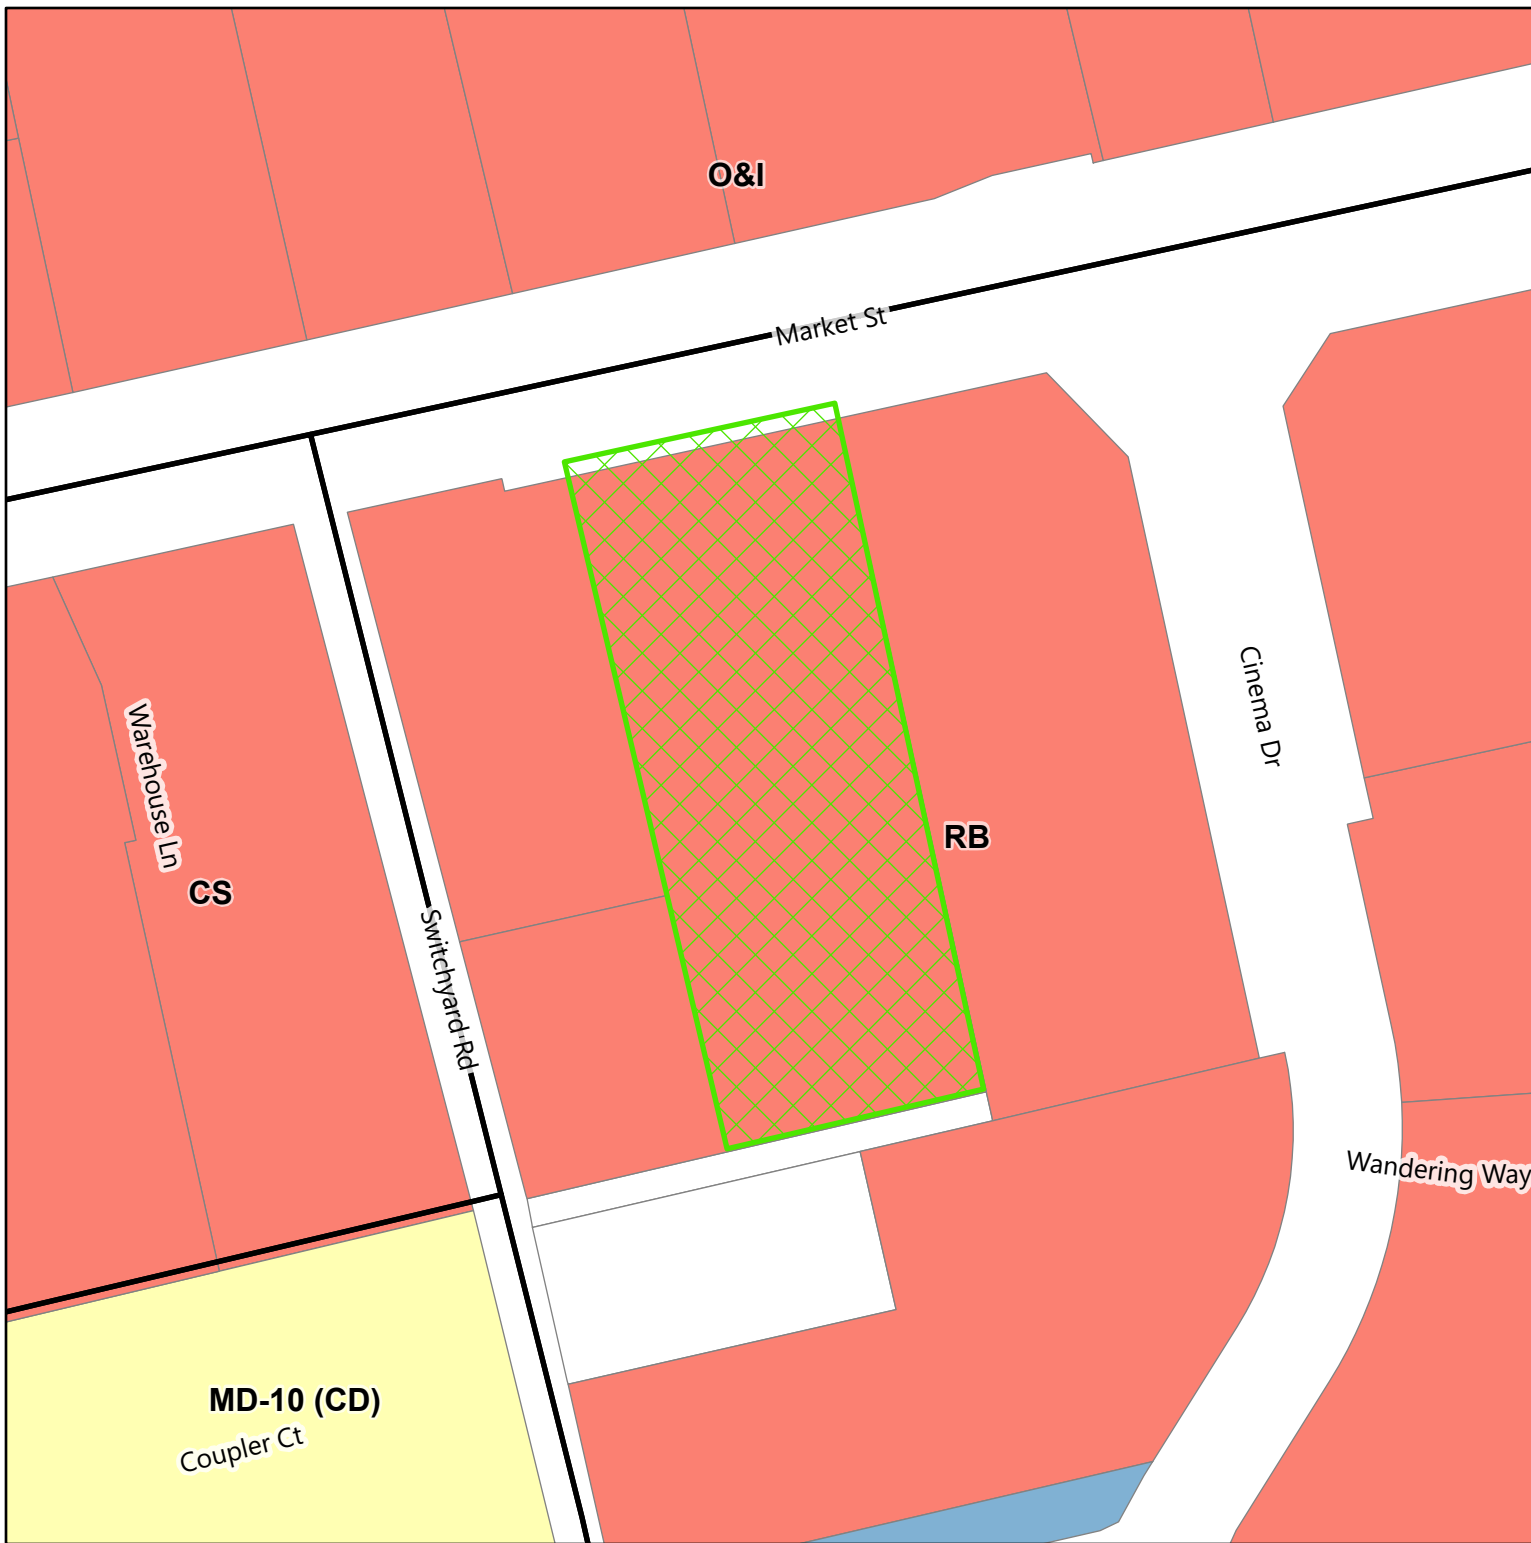 O&I
Market St
Cinema Dr
Warehouse Ln
RB
CS
Switchyard Rd
Wandering Way
MD-10 (CD)
Coupler Ct